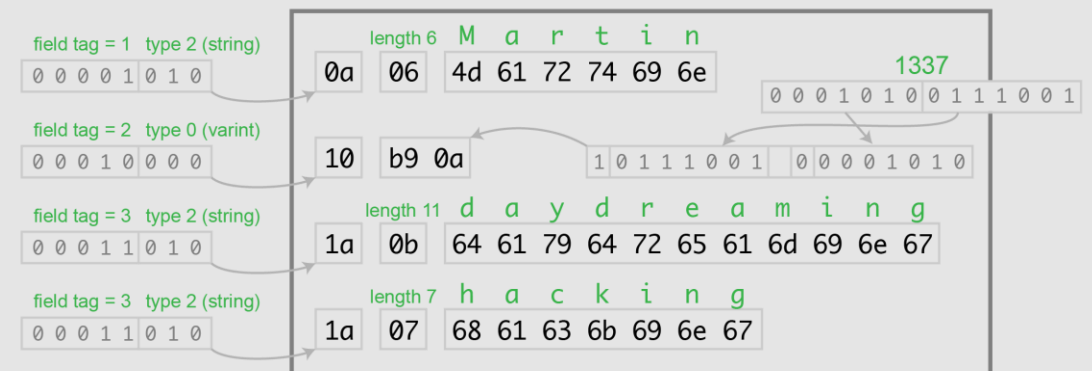 length 6 M a r t i n
field tag = 1 type 2 (string)
0 0 0 0 1 0 1 0 0a 06 4d 61 72 74 69 6e
1337
0 0 0 1 0 1 0 0 1 1 1 0 0 1
field tag = 2 type 0 (varint)
0 0 0 1 0 0 0 0 10 b9 0a 1 0 1 1 1 0 0 1 0 0 0 0 1 0 1 0
length 11 d a y d r e a m i n g
field tag = 3 type 2 (string)
0 0 0 1 1 0 1 0 1a 0b 64 61 79 64 72 65 61 6d 69 6e 67
length 7 h a c k i n g
field tag = 3 type 2 (string)
0 0 0 1 1 0 1 0 1a 07 68 61 63 6b 69 6e 67